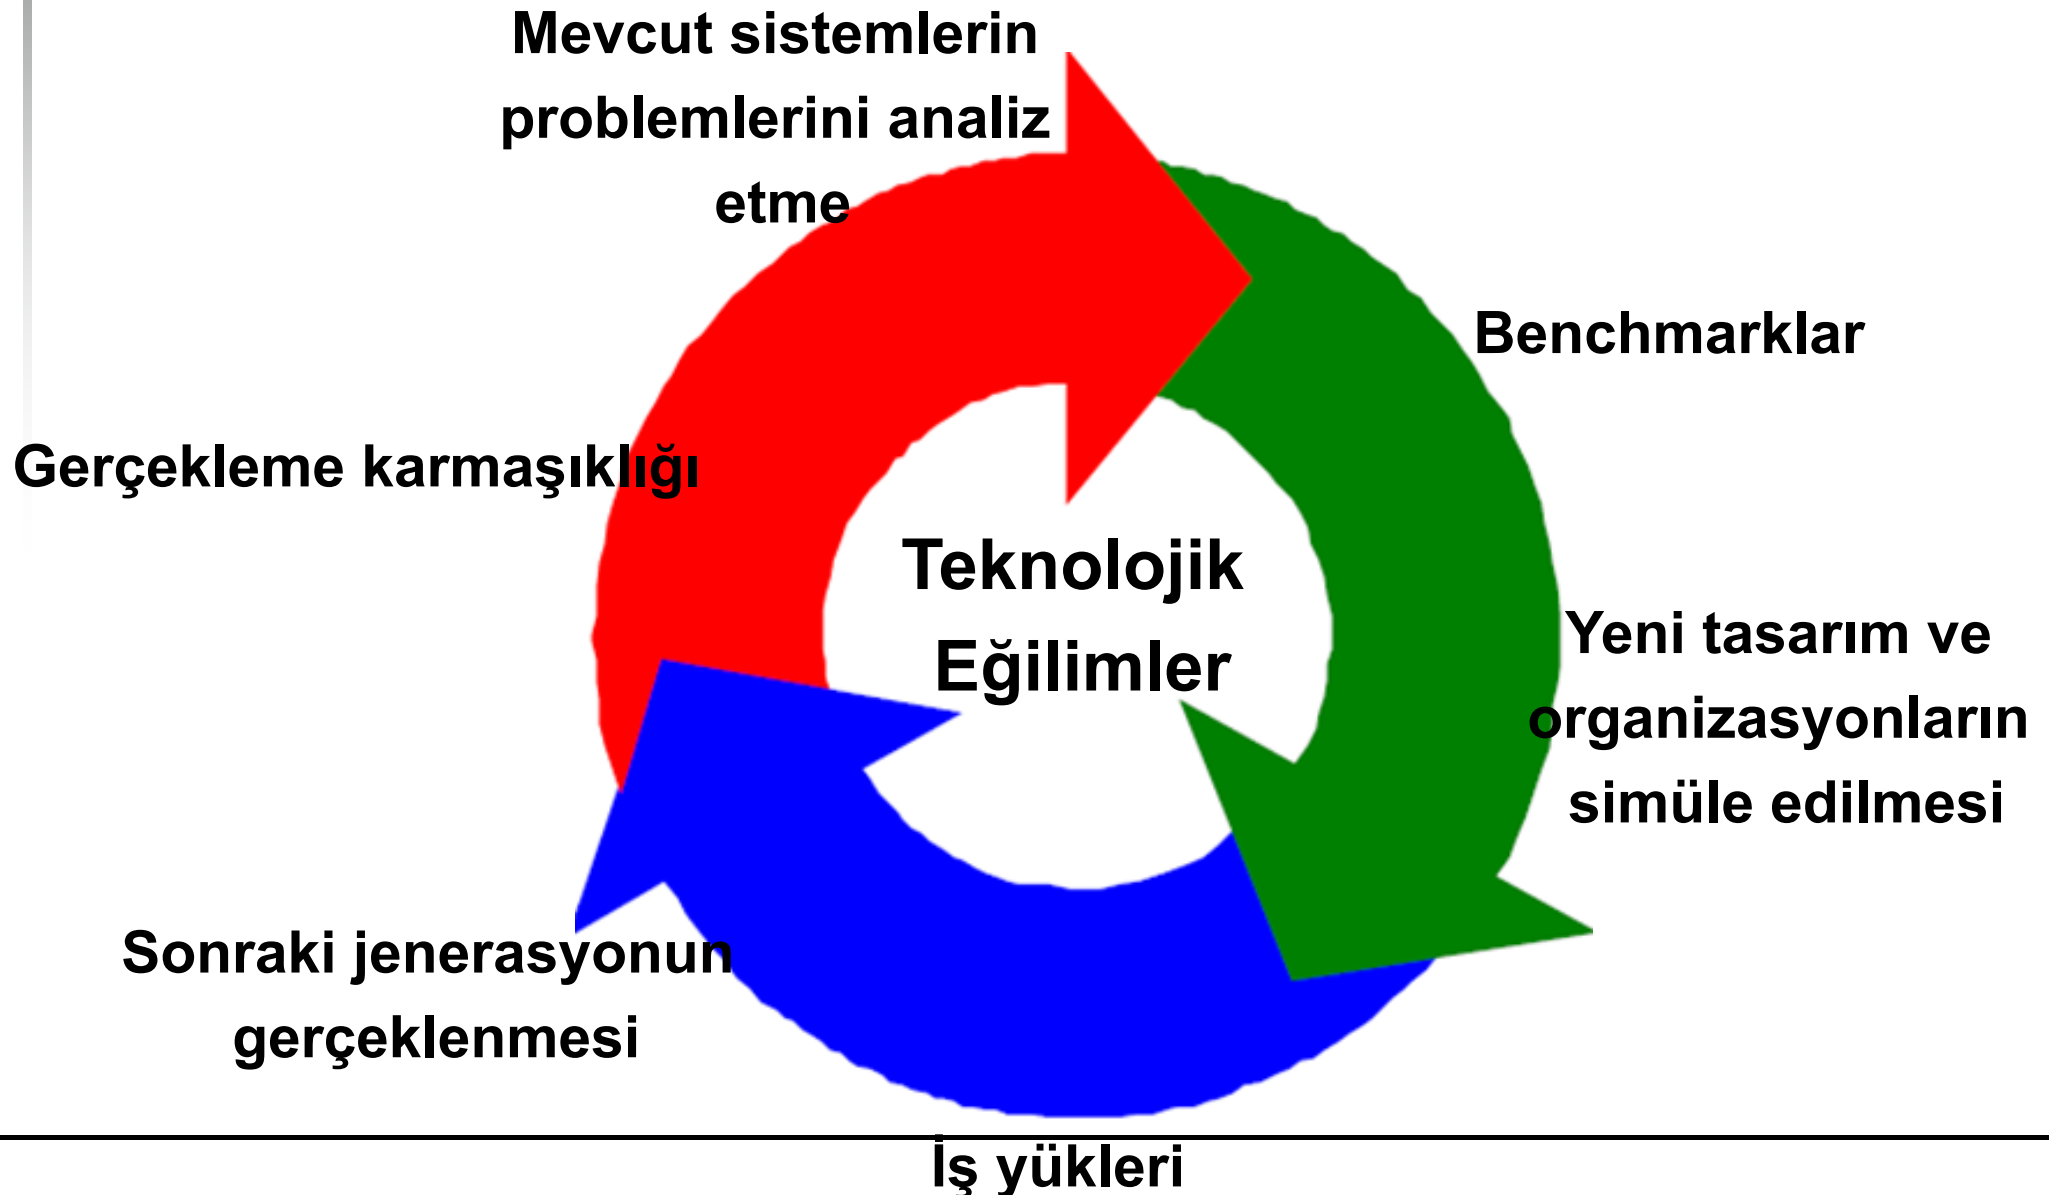 Mevcut sistemlerin
problemlerini analiz
etme
Benchmarklar
Gerçekleme karmaşıklığı
Teknolojik
Eğilimler
Yeni tasarım ve
organizasyonların
simüle edilmesi
Sonraki jenerasyonun
gerçeklenmesi
İş yükleri